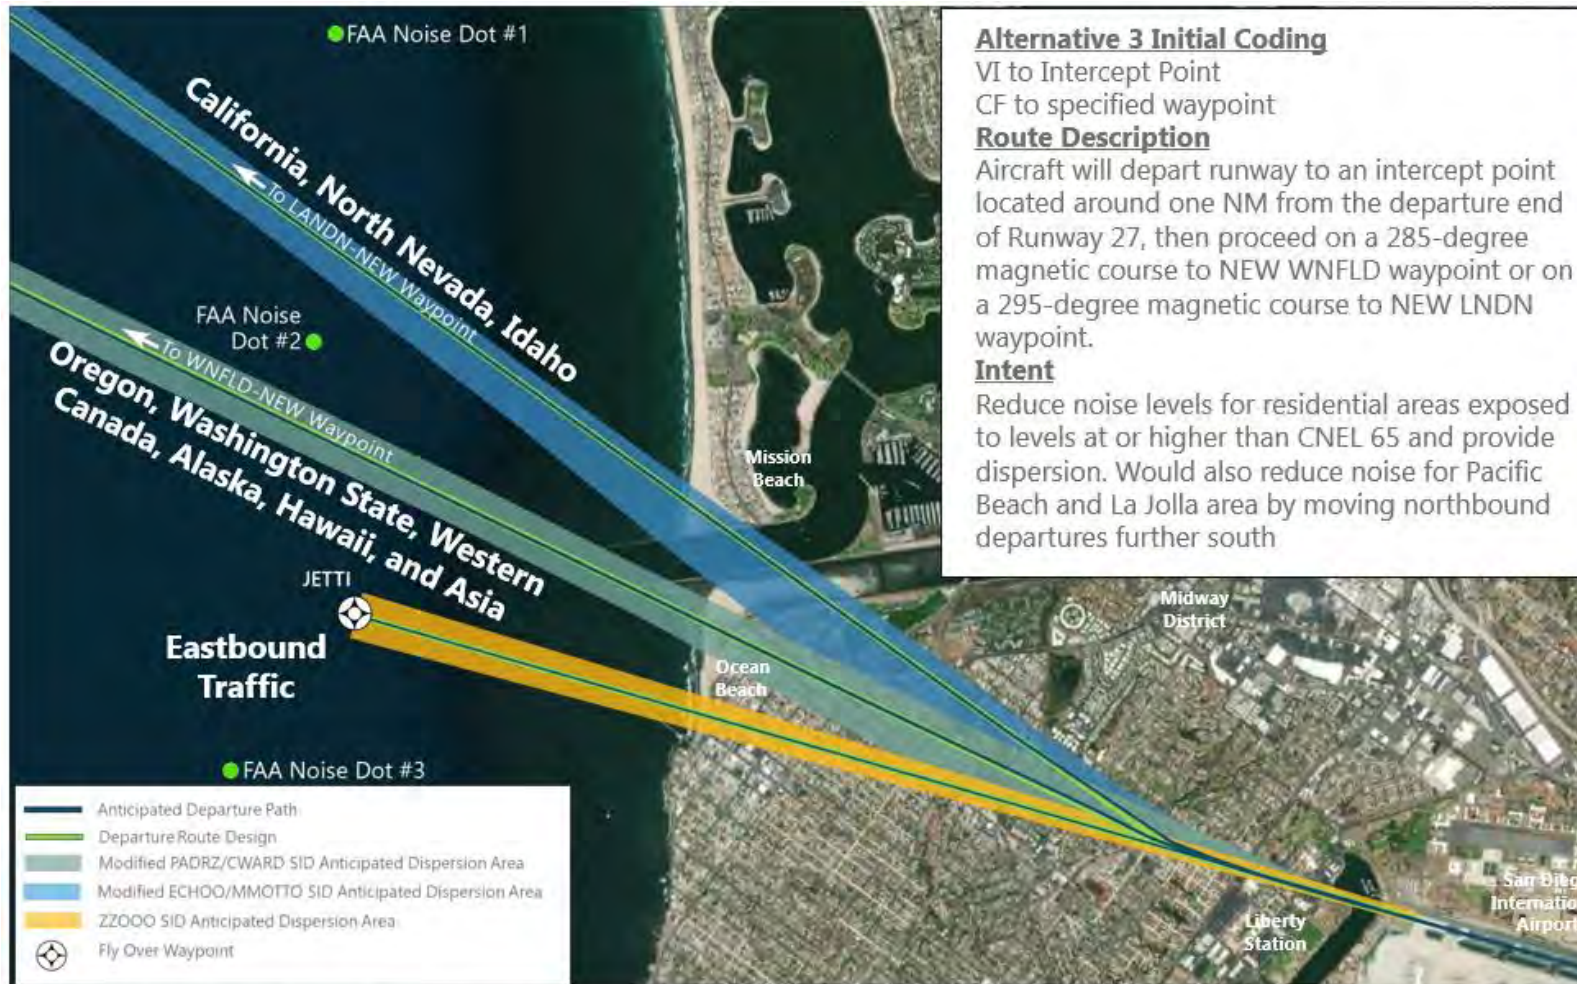 FAA Noise Dot #1
California, North Nevada, Idaho
To LANDN-NEW Waypoint
FAA Noise
Dot #2
To WNFLD-NEW Waypoint
Oregon, Washington State, Western
Canada, Alaska, Hawaii, and Asia
JETTI
Eastbound
Traffic
FAA Noise Dot #3
Mission
Beach
Ocean
Beach
Midway
District
Liberty
Station
San Dieg
Internatio
Airport
Alternative 3 Initial Coding
VI to Intercept Point
CF to specified waypoint
Route Description
Aircraft will depart runway to an intercept point
located around one NM from the departure end
of Runway 27, then proceed on a 285-degree
magnetic course to NEW WNFLD waypoint or on
a 295-degree magnetic course to NEW LNDN
waypoint.
Intent
Reduce noise levels for residential areas exposed
to levels at or higher than CNEL 65 and provide
dispersion. Would also reduce noise for Pacific
Beach and La Jolla area by moving northbound
departures further south
Anticipated Departure Path
Departure Route Design
Modified PADRZ/CWARD SID Anticipated Dispersion Area
Modified ECHOO/MMOTTO SID Anticipated Dispersion Area
ZZOOO SID Anticipated Dispersion Area
Fly Over Waypoint